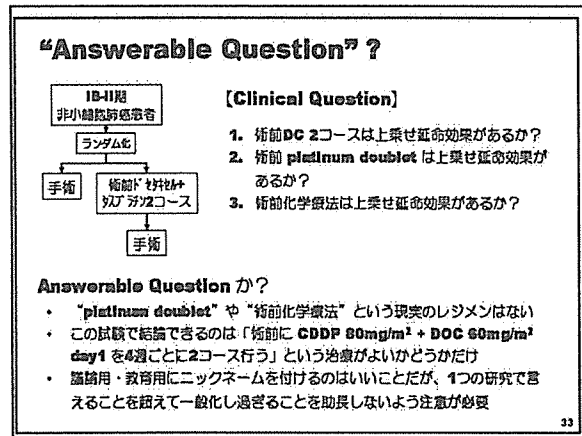 “Answerable Question” ?
IB-II期
非小細胞肺癌患者
ランダム化
手術
術前ドセタキセル+
シスプラチン2コース
手術
【Clinical Question】
1. 術前DC 2コースは上乗せ延命効果があるか？
2. 術前 platinum doublet は上乗せ延命効果が
あるか？
3. 術前化学療法は上乗せ延命効果があるか？
Answerable Question か？
• “platinum doublet” や “術前化学療法” という現実のレジメンはない
• この試験で結論できるのは「術前に CDDP 80mg/m² + DOC 60mg/m²
day1 を4週ごとに2コース行う」という治療がよいかどうかだけ
• 議論用・教育用にニックネームを付けるのはいいことだが、1つの研究で言
えることを超えて一般化し過ぎることを助長しないよう注意が必要
33